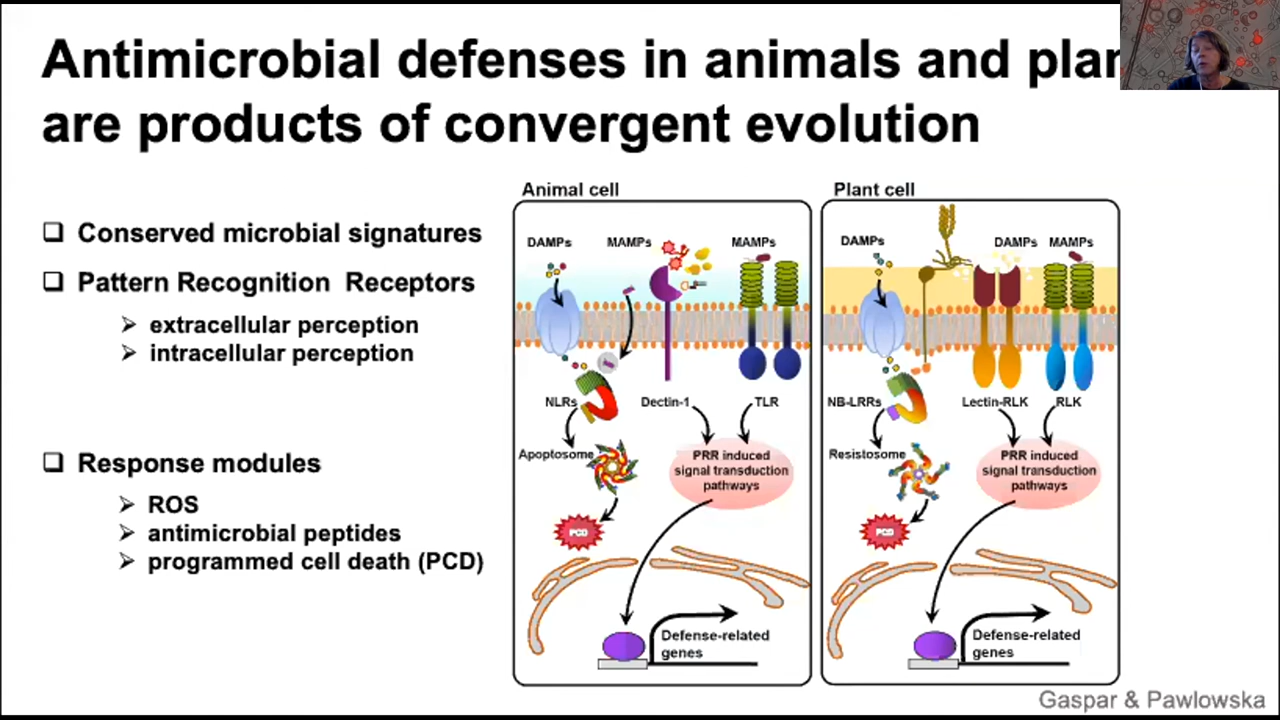 Antimicrobial defenses in animals and plan
are products of convergent evolution
Conserved microbial signatures
Pattern Recognition Receptors
extracellular perception
intracellular perception
Response modules
ROS
antimicrobial peptides
programmed cell death (PCD)
Animal cell
DAMPs MAMPs MAMPs
NLRs Dectin-1 TLR
Apoptosome
PRR induced
signal transduction
pathways
PCD
Defense-related
genes
Plant cell
DAMPs DAMPs MAMPs
NB-LRRs Lectin-RLK RLK
Resistosome
PRR induced
signal transduction
pathways
PCD
Defense-related
genes
Gaspar & Pawlowska